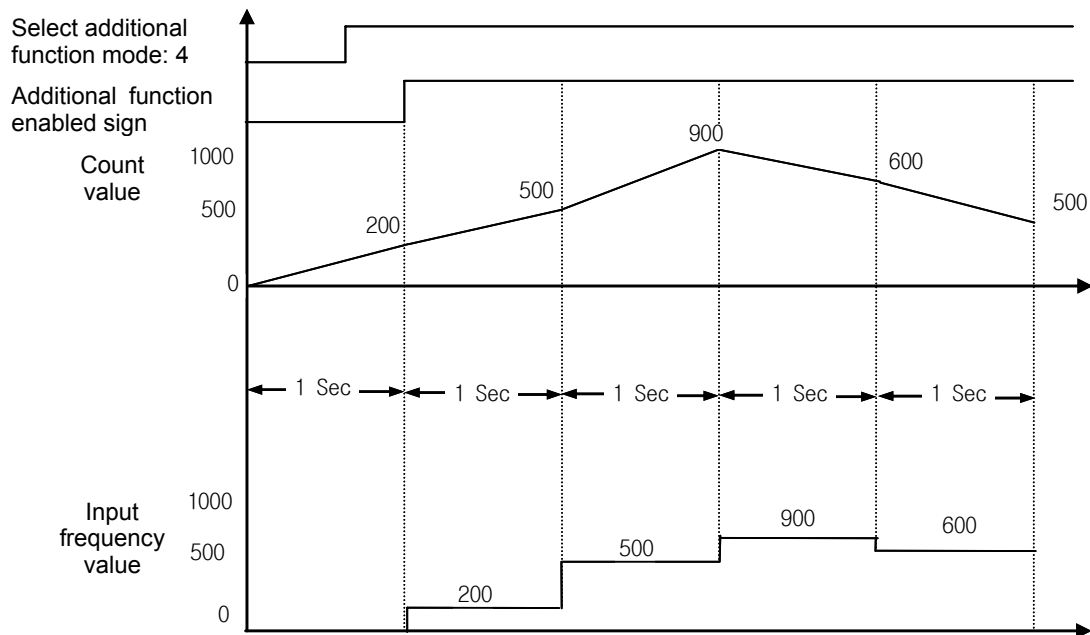 Select additional
function mode: 4
Additional function
enabled sign
Count
value
1000
500
0
200
500
900
600
500
1 Sec
1 Sec
1 Sec
1 Sec
1 Sec
Input
frequency
value
1000
500
0
200
500
900
600